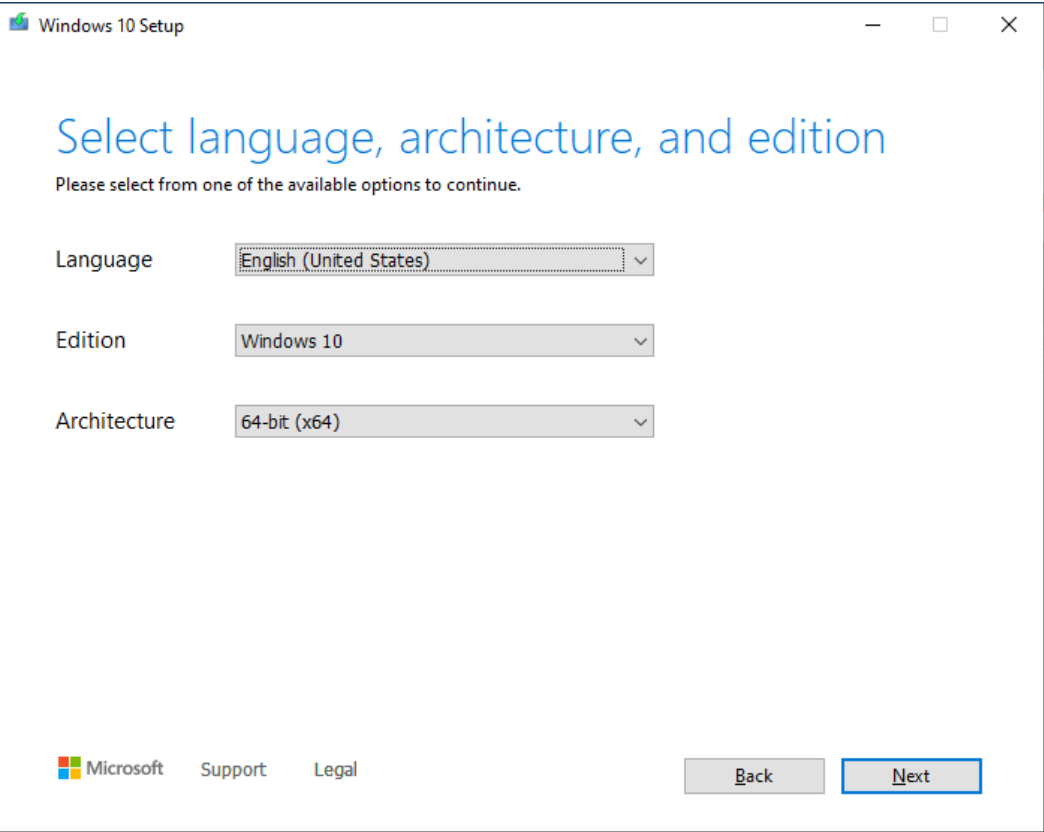 Windows 10 Setup
Select language, architecture, and edition
Please select from one of the available options to continue.
Language English (United States)
Edition Windows 10
Architecture 64-bit (x64)
Microsoft Support Legal Back Next